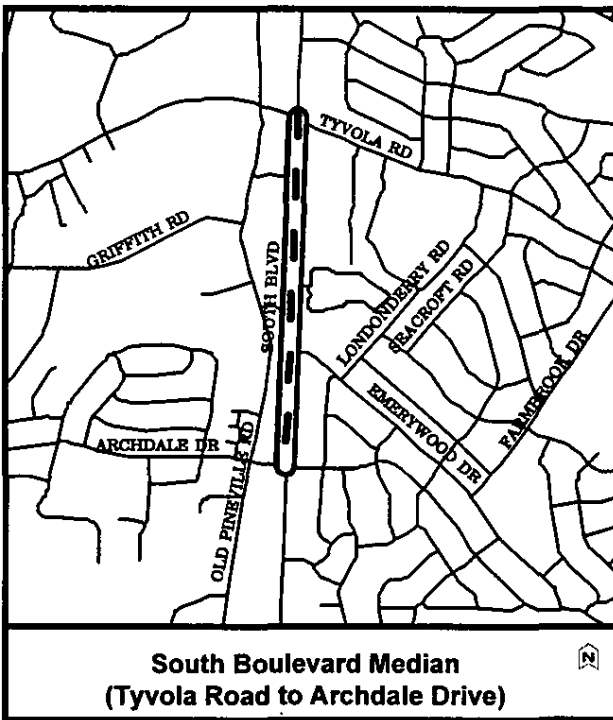 TYVOLA RD
GRIFFITH RD
SOUTH BLVD
LONDONDERRY RD
SEACROFT RD
FARMBROOK DR
EMERYWOOD DR
ARCHDALE DR
OLD PINEVILLE RD
South Boulevard Median
(Tyvola Road to Archdale Drive)
N